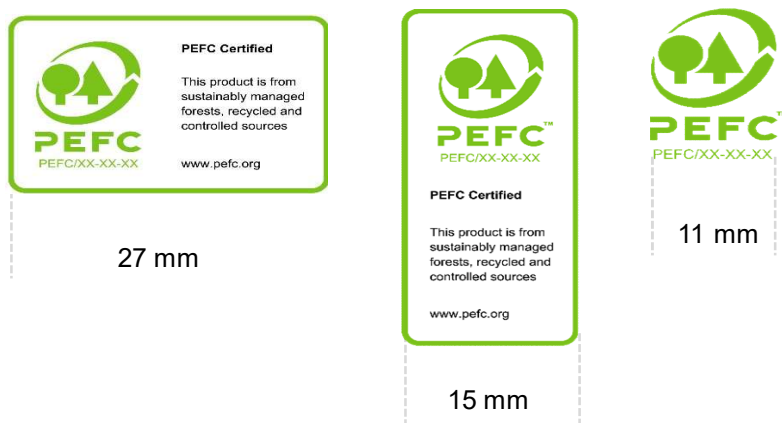 PEFC
PEFC/XX-XX-XX
PEFC Certified
This product is from
sustainably managed
forests, recycled and
controlled sources
www.pefc.org
27 mm
PEFC™
PEFC/XX-XX-XX
PEFC Certified
This product is from
sustainably managed
forests, recycled and
controlled sources
www.pefc.org
15 mm
PEFC™
PEFC/XX-XX-XX
11 mm